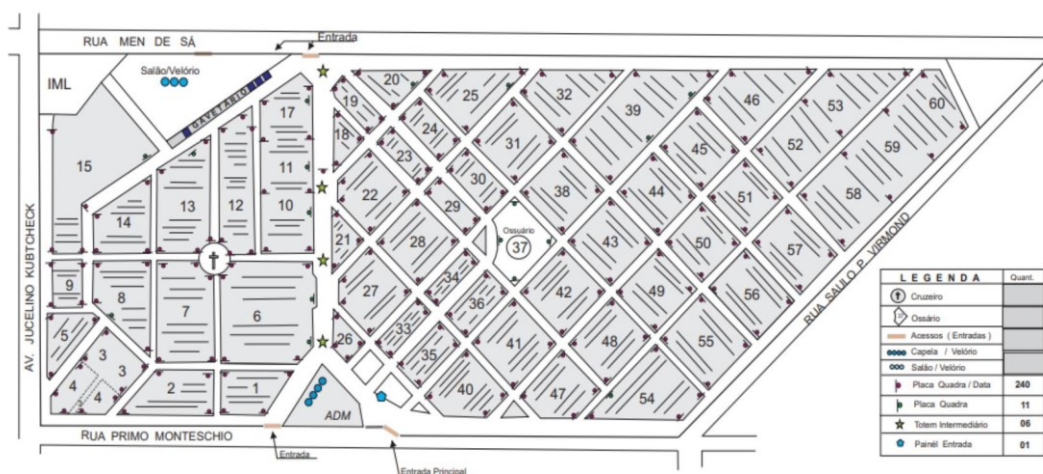 RUA MEN DE SÁ
Entrada
Salão/Velório
IML
GAVETÁRIO
20
17
19
25
32
39
46
53
60
18
24
31
45
52
59
15
11
23
30
38
44
51
58
22
14
13
12
10
29
Ossuário
37
21
28
43
50
57
9
8
7
6
27
34
36
42
49
56
5
3
3
26
33
35
41
48
55
4
4
2
1
40
47
54
ADM
AV. JUCELINO KUBTCHECK
RUA SAULO P. VIRMOND
RUA PRIMO MONTESCHIO
Entrada
Entrada Principal
LEGENDA Quant.
Cruzeiro
Ossário
Acessos ( Entradas )
Capela / Velório
Salão / Velório
Placa Quadra / Data 240
Placa Quadra 11
Totem Intermediário 06
Painél Entrada 01